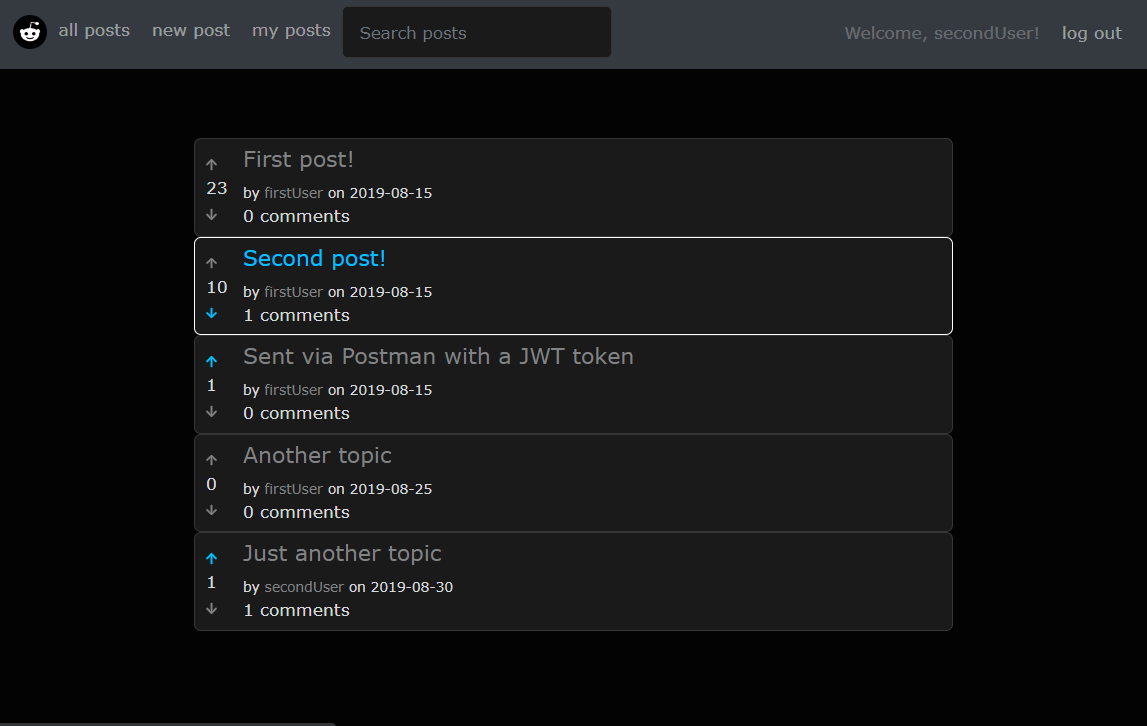 all posts new post my posts Search posts Welcome, secondUser! log out
First post!
23
by firstUser on 2019-08-15
0 comments
Second post!
10
by firstUser on 2019-08-15
1 comments
Sent via Postman with a JWT token
1
by firstUser on 2019-08-15
0 comments
Another topic
0
by firstUser on 2019-08-25
0 comments
Just another topic
1
by secondUser on 2019-08-30
1 comments